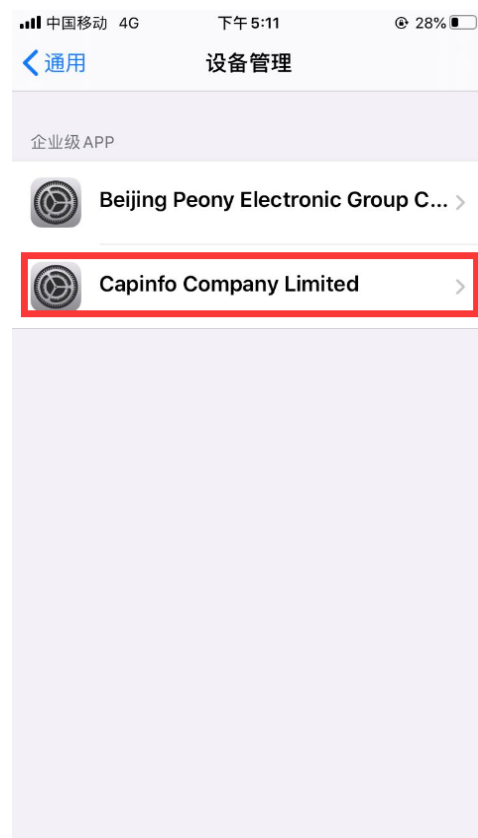 中国移动 4G 下午5:11 28%
通用 设备管理
企业级APP
Beijing Peony Electronic Group C...
Capinfo Company Limited